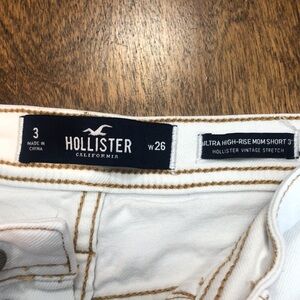 3
MADE IN
CHINA
HOLLISTER
CALIFORNIA
W26
ULTRA HIGH-RISE MOM SHORT 3"
HOLLISTER VINTAGE STRETCH